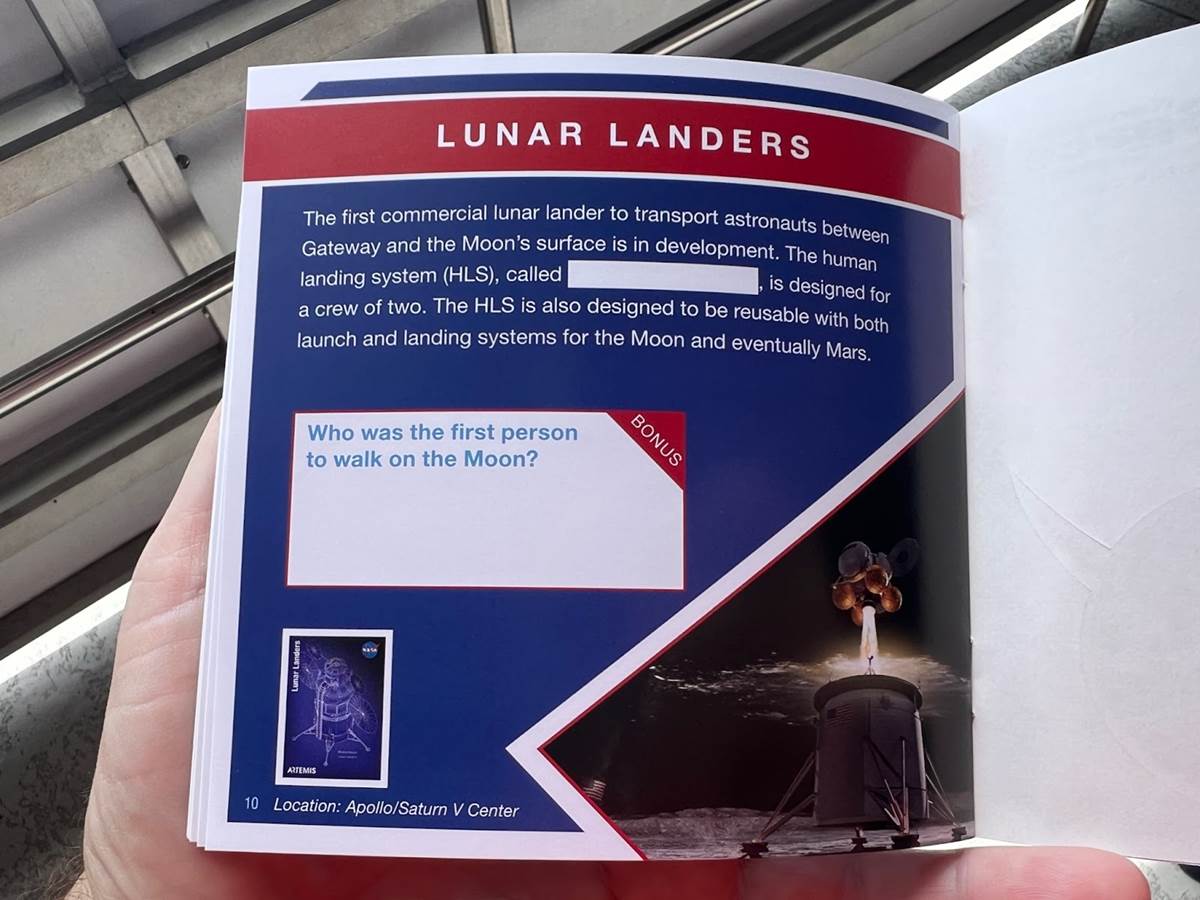 LUNAR LANDERS
The first commercial lunar lander to transport astronauts between
Gateway and the Moon's surface is in development. The human
landing system (HLS), called , is designed for
a crew of two. The HLS is also designed to be reusable with both
launch and landing systems for the Moon and eventually Mars.
BONUS
Who was the first person
to walk on the Moon?
Lunar Landers
NASA
ARTEMIS
10 Location: Apollo/Saturn V Center